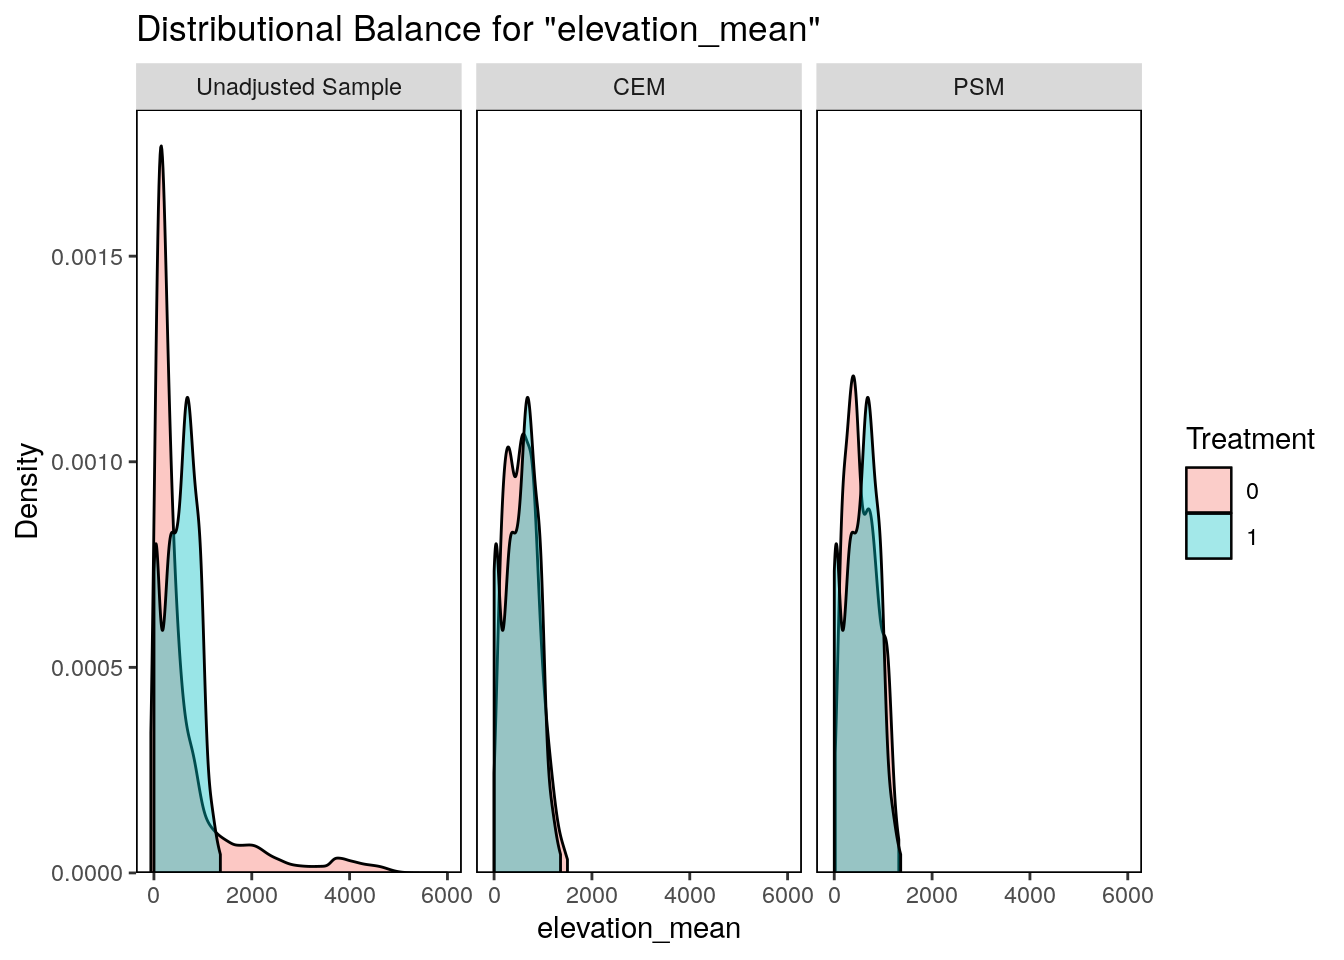 Distributional Balance for "elevation_mean"
Unadjusted Sample
CEM
PSM
Density
0.0015
0.0010
0.0005
0.0000
0 2000 4000 6000
0 2000 4000 6000
0 2000 4000 6000
elevation_mean
Treatment
0
1